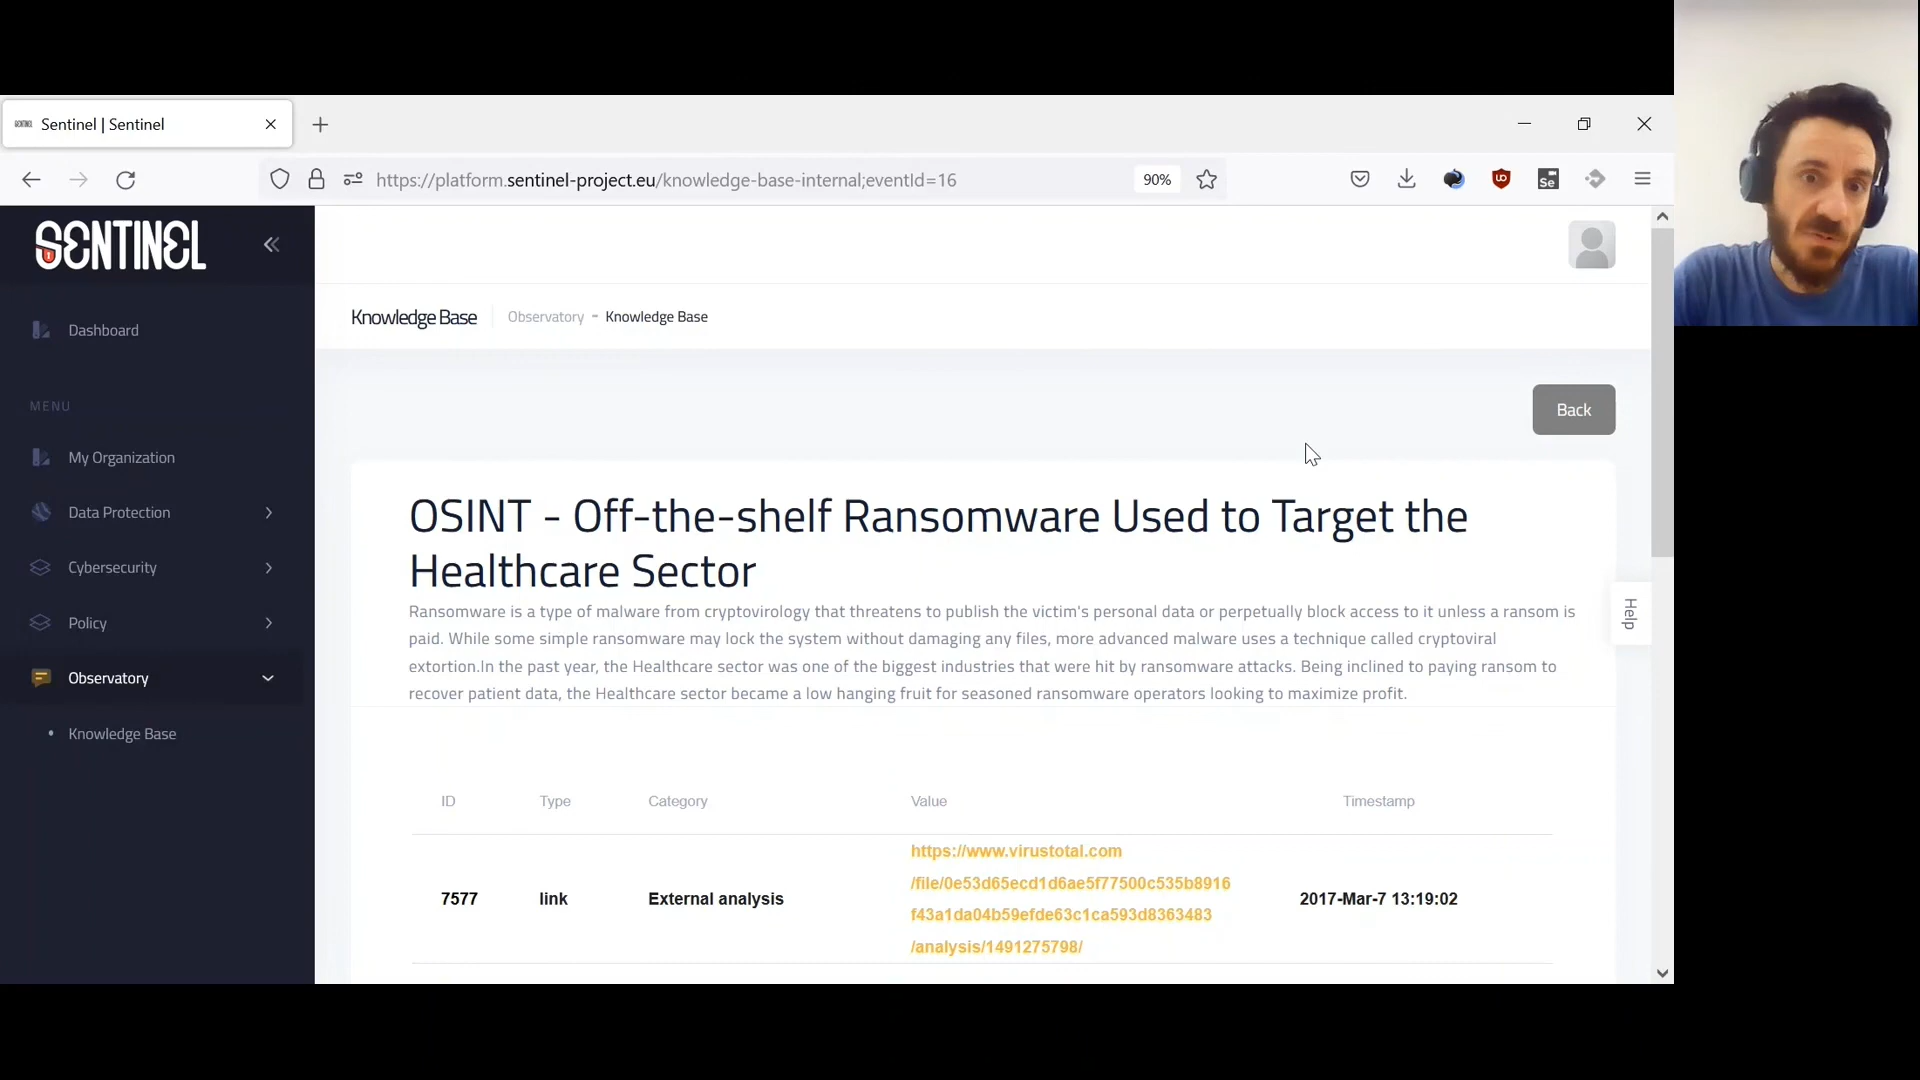 Sentinel | Sentinel
https://platform.sentinel-project.eu/knowledge-base-internal;eventId=16
90%
SENTINEL
Dashboard
MENU
My Organization
Data Protection
Cybersecurity
Policy
Observatory
Knowledge Base
Knowledge Base
Observatory - Knowledge Base
Back
OSINT - Off-the-shelf Ransomware Used to Target the
Healthcare Sector
Ransomware is a type of malware from cryptovirology that threatens to publish the victim's personal data or perpetually block access to it unless a ransom is
paid. While some simple ransomware may lock the system without damaging any files, more advanced malware uses a technique called cryptoviral
extortion.In the past year, the Healthcare sector was one of the biggest industries that were hit by ransomware attacks. Being inclined to paying ransom to
recover patient data, the Healthcare sector became a low hanging fruit for seasoned ransomware operators looking to maximize profit.
Help
ID Type Category Value Timestamp
https://www.virustotal.com
/file/0e53d65ecd1d6ae5f77500c535b8916
7577 link External analysis 2017-Mar-7 13:19:02
f43a1da04b59efde63c1ca593d8363483
/analysis/1491275798/